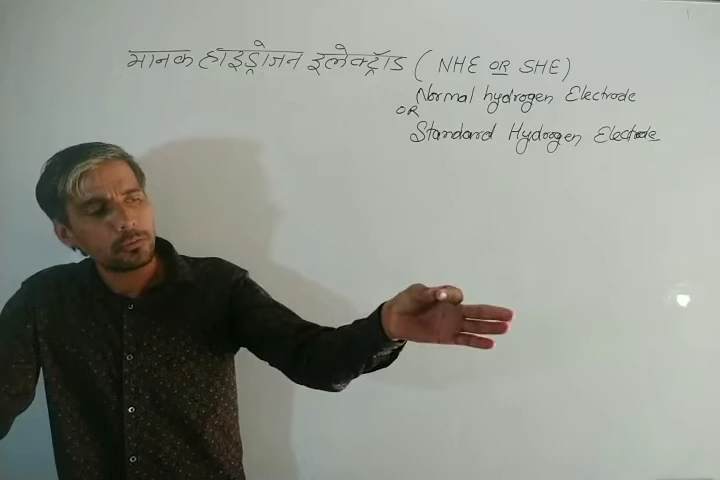 मानक हाइड्रोजन इलेक्ट्रॉड ( NHE OR SHE )
Normal hydrogen Electrode
OR
Standard Hydrogen Electrode